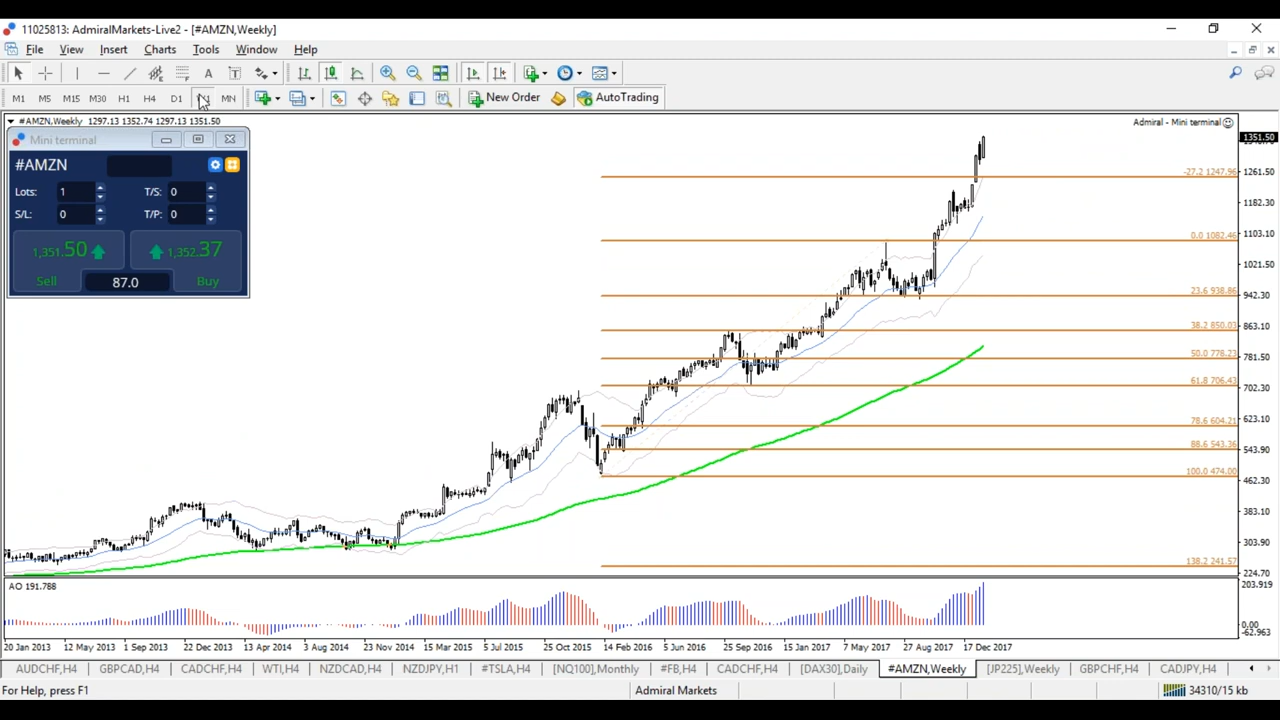 11025813: AdmiralMarkets-Live2 - [#AMZN,Weekly]
File View Insert Charts Tools Window Help
M1 M5 M15 M30 H1 H4 D1 MN New Order AutoTrading
#AMZN,Weekly 1297.13 1352.74 1297.13 1351.50
Admiral - Mini terminal
Mini terminal
#AMZN
Lots: 1 T/S: 0
S/L: 0 T/P: 0
1,351.50 1,352.37
Sell 87.0 Buy
1351.50
-27.2 1247.96
1261.50
1182.30
0.0 1082.46
1103.10
1021.50
23.6 938.86
942.30
38.2 850.03
863.10
50.0 778.23
781.50
61.8 706.43
702.30
78.6 604.21
623.10
88.6 543.36
543.90
100.0 474.00
462.30
383.10
303.90
138.2 241.57
224.70
AO 191.788
203.919
0.00
-62.963
20 Jan 2013 12 May 2013 1 Sep 2013 22 Dec 2013 13 Apr 2014 3 Aug 2014 23 Nov 2014 15 Mar 2015 5 Jul 2015 25 Oct 2015 14 Feb 2016 5 Jun 2016 25 Sep 2016 15 Jan 2017 7 May 2017 27 Aug 2017 17 Dec 2017
AUDCHF,H4 GBPCAD,H4 CADCHF,H4 WTI,H4 NZDCAD,H4 NZDJPY,H1 #TSLA,H4 [NQ100],Monthly #FB,H4 CADCHF,H4 [DAX30],Daily #AMZN,Weekly [JP225],Weekly GBPCHF,H4 CADJPY,H4
For Help, press F1 Admiral Markets 34310/15 kb